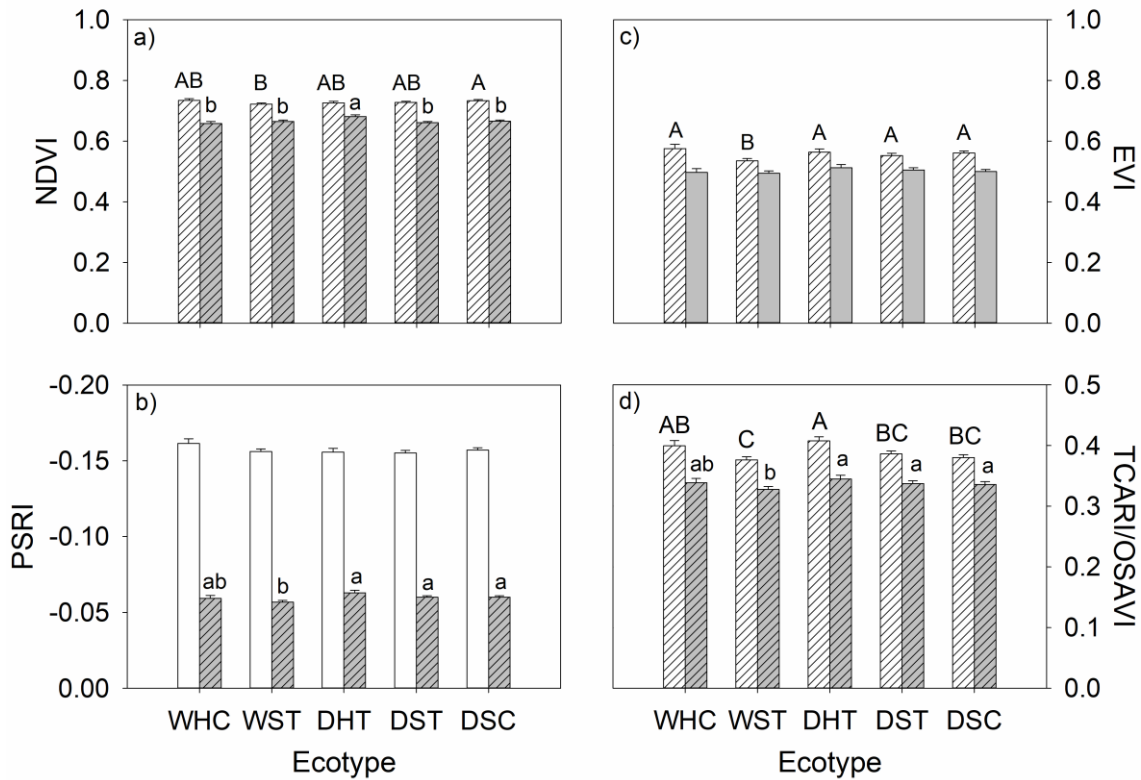 a)
1.0
0.8
0.6
0.4
0.2
0.0
NDVI
AB b B b AB a AB b A b
c)
1.0
0.8
0.6
0.4
0.2
0.0
EVI
A B A A A
b)
-0.20
-0.15
-0.10
-0.05
0.00
PSRI
ab b a a a
WHC WST DHT DST DSC
Ecotype
d)
0.5
0.4
0.3
0.2
0.1
0.0
TCARI/OSAVI
AB ab C b A a BC a BC a
WHC WST DHT DST DSC
Ecotype